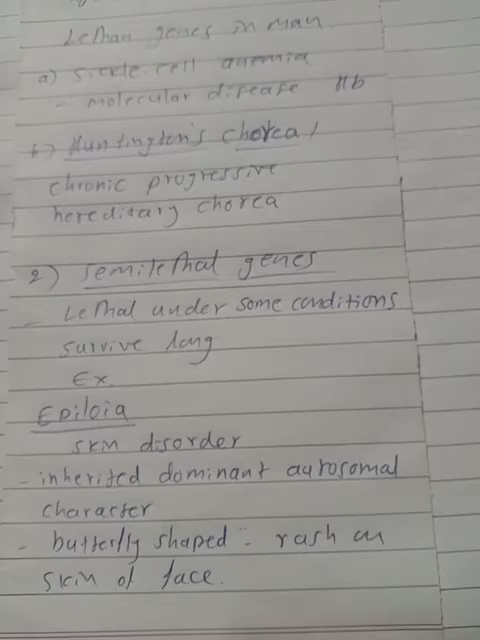 Lethan genes in man
a) Sickle cell anemia
- molecular disease Hb
b) Huntington's chorea /
chronic progressive
hereditary chorea
2) semilethal genes
- Lethal under some conditions
survive long
Ex
Epiloia
skin disorder
- inherited dominant autosomal
character
- butterfly shaped - rash on
skin of face.